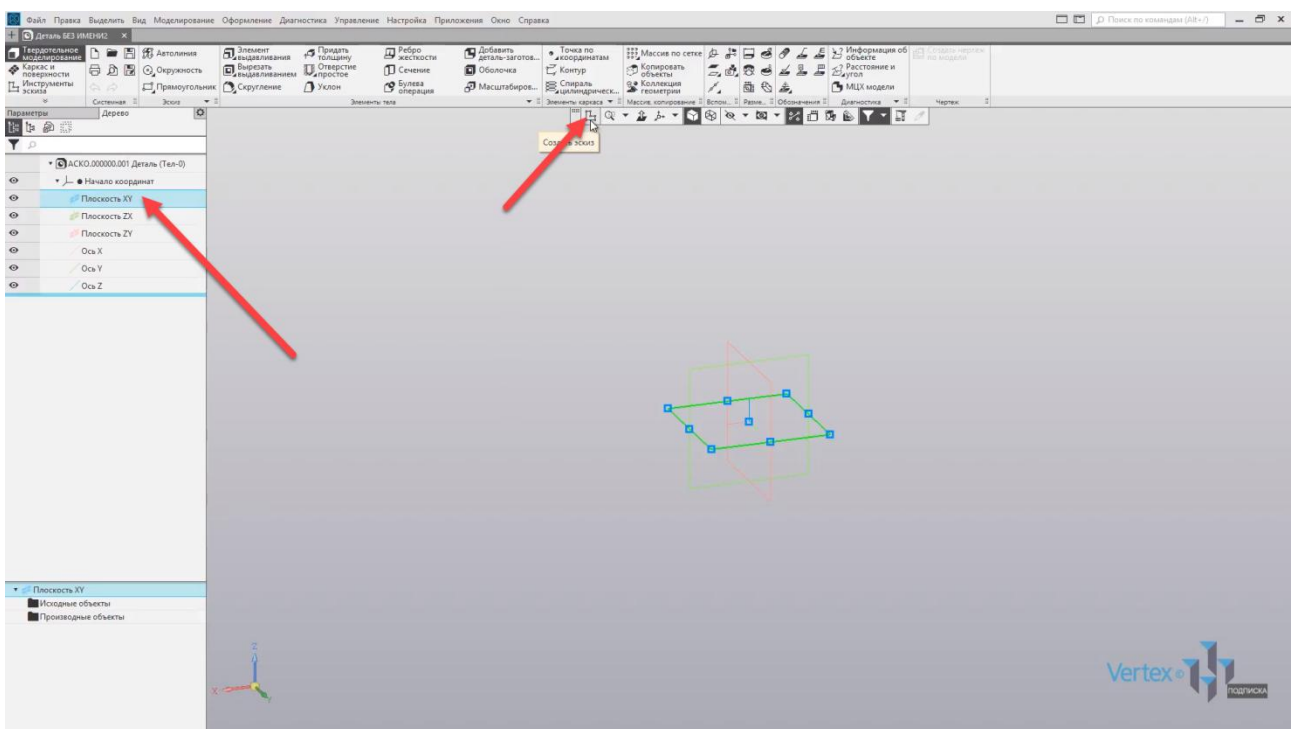 Файл Правка Выделить Вид Моделирование Оформление Диагностика Управление Настройка Приложения Окно Справка
Поиск по командам (Alt+/)
Деталь БЕЗ ИМЕНИ2
Твердотельное моделирование
Каркас и поверхности
Инструменты эскиза
Системная
Автолиния
Окружность
Прямоугольник
Эскиз
Элемент выдавливания
Вырезать выдавливанием
Скругление
Придать толщину
Отверстие простое
Уклон
Ребро жесткости
Сечение
Булева операция
Добавить деталь-заготов...
Оболочка
Масштабиров...
Элементы тела
Точка по координатам
Контур
Спираль цилиндрическ...
Элементы каркаса
Массив по сетке
Копировать объекты
Коллекция геометрии
Массив, копирование
Вспом...
Разме...
Обозначения
Информация об объекте
Расстояние и угол
МЦХ модели
Диагностика
Создать чертеж по модели
Чертеж
Параметры
Дерево
АСКО.000000.001 Деталь (Тел-0)
Начало координат
Плоскость XY
Плоскость ZX
Плоскость ZY
Ось X
Ось Y
Ось Z
эскиз
Плоскость XY
Исходные объекты
Производные объекты
Z
X
Y
Vertex
ПОДПИСКА